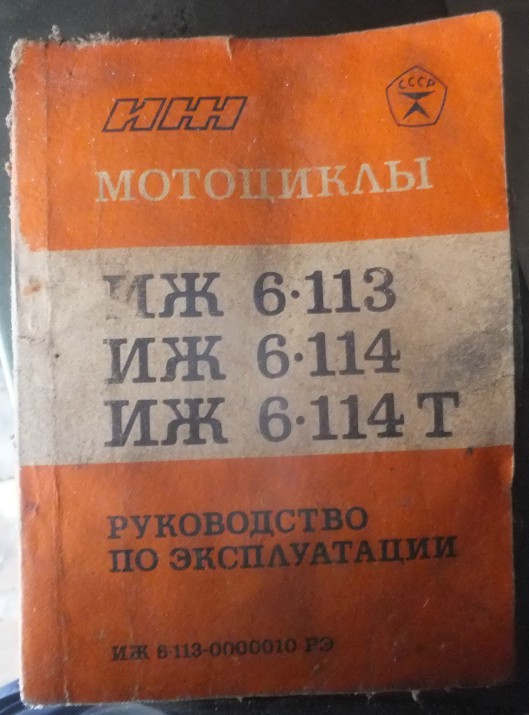 СССР
ИЖ
МОТОЦИКЛЫ
ИЖ 6·113
ИЖ 6·114
ИЖ 6·114 Т
РУКОВОДСТВО
ПО ЭКСПЛУАТАЦИИ
ИЖ 6·113-0000010 РЭ